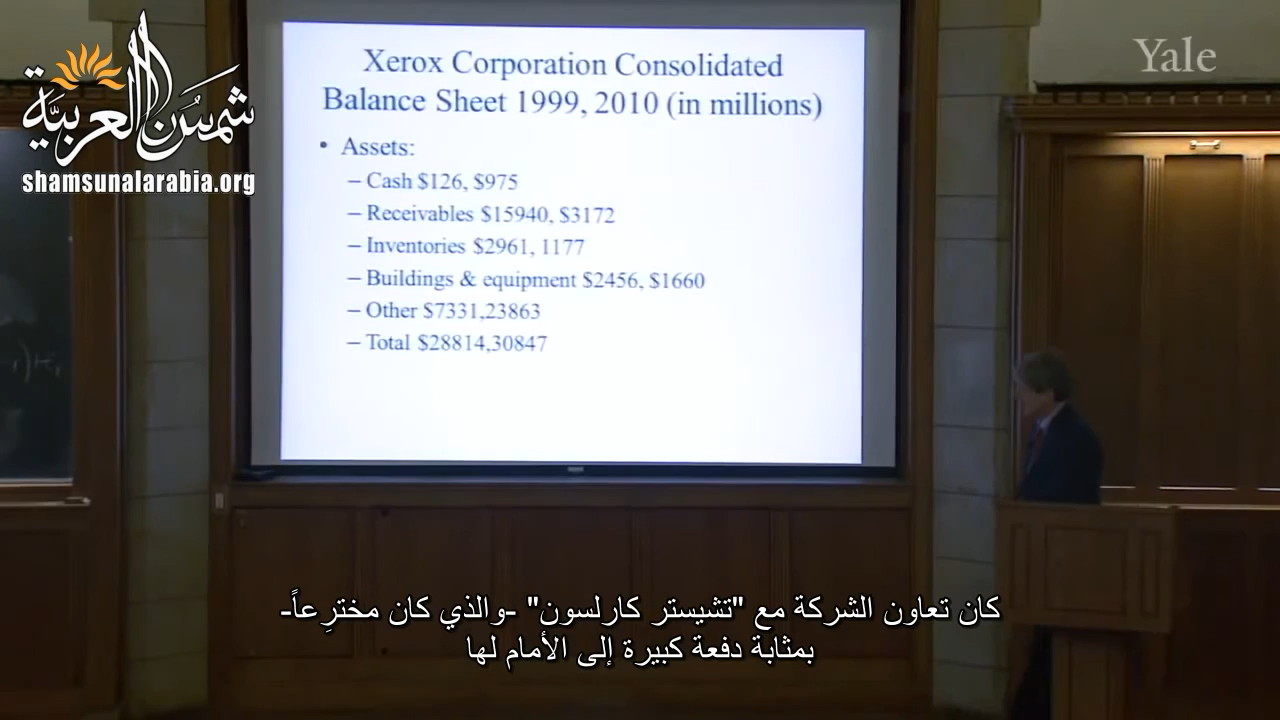 شمس العربية
shamsunalarabia.org
Yale
Xerox Corporation Consolidated
Balance Sheet 1999, 2010 (in millions)
• Assets:
– Cash $126, $975
– Receivables $15940, $3172
– Inventories $2961, 1177
– Buildings & equipment $2456, $1660
– Other $7331,23863
– Total $28814,30847
كان تعاون الشركة مع "تشيستر كارلسون" -والذي كان مخترِعاً-
بمثابة دفعة كبيرة إلى الأمام لها